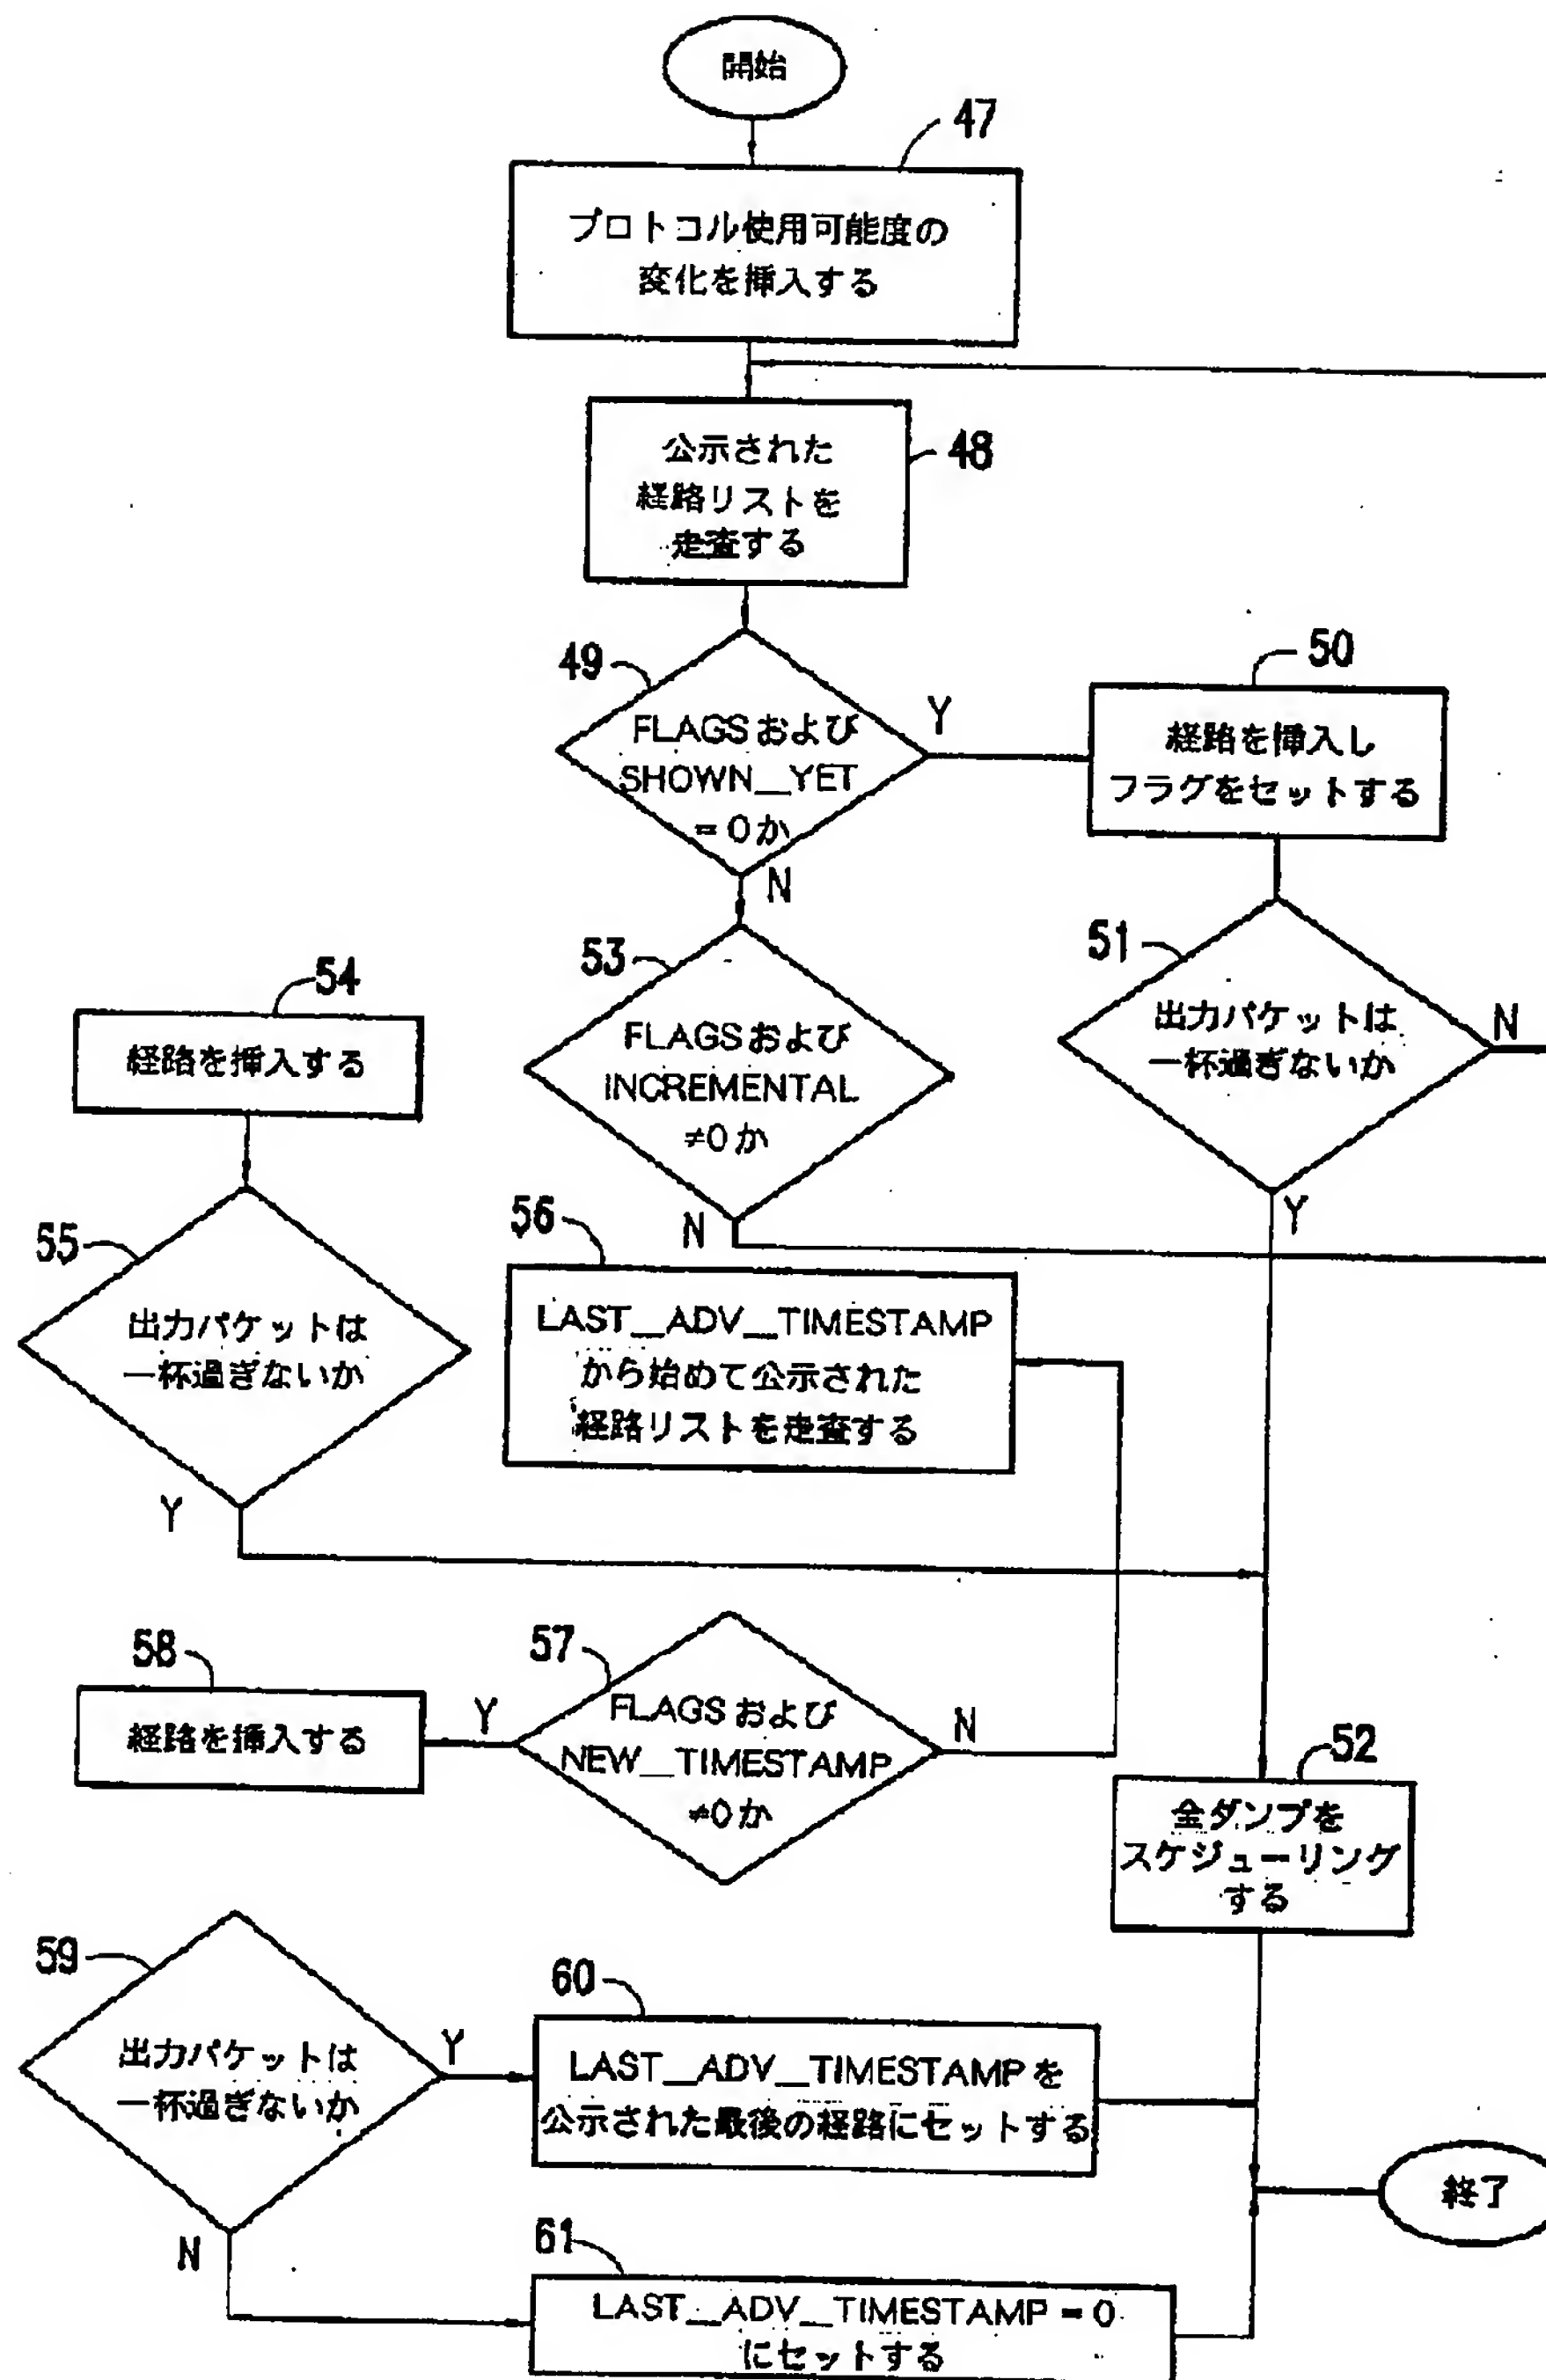 開始
47
プロトコル使用可能度の
変化を挿入する
48
公示された
経路リストを
走査する
49
FLAGSおよび
SHOWN__YET
=0か
Y
N
50
経路を挿入し
フラグをセットする
51
出力パケットは
一杯過ぎないか
N
Y
53
FLAGSおよび
INCREMENTAL
≠0か
N
54
経路を挿入する
55
出力パケットは
一杯過ぎないか
Y
56
LAST__ADV__TIMESTAMP
から始めて公示された
経路リストを走査する
57
FLAGSおよび
NEW__TIMESTAMP
≠0か
Y
N
58
経路を挿入する
52
全ダンプを
スケジューリング
する
59
出力パケットは
一杯過ぎないか
Y
N
60
LAST__ADV__TIMESTAMPを
公示された最後の経路にセットする
終了
61
LAST__ADV__TIMESTAMP=0
にセットする